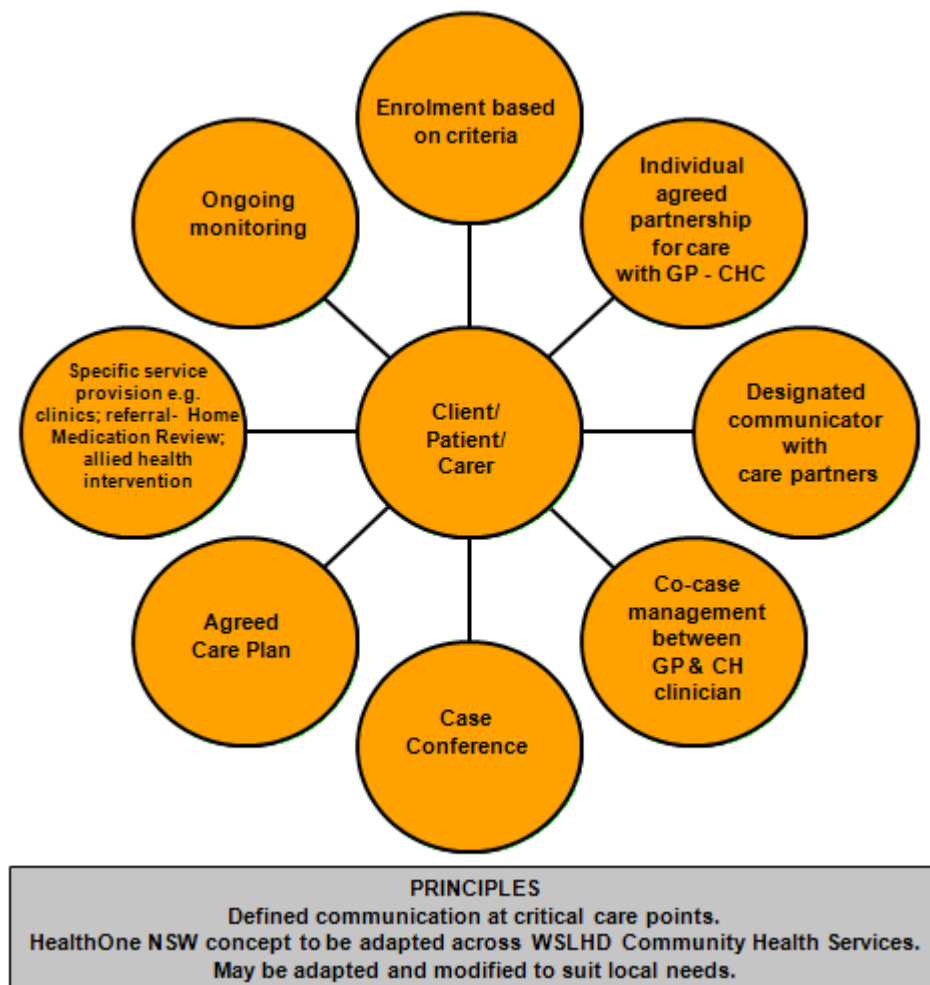 Enrolment based
on criteria
Individual
agreed
partnership
for care
with GP - CHC
Designated
communicator
with
care partners
Co-case
management
between
GP & CH
clinician
Case
Conference
Agreed
Care Plan
Specific service
provision e.g.
clinics; referral- Home
Medication Review;
allied health
intervention
Ongoing
monitoring
Client/
Patient/
Carer
PRINCIPLES
Defined communication at critical care points.
HealthOne NSW concept to be adapted across WSLHD Community Health Services.
May be adapted and modified to suit local needs.